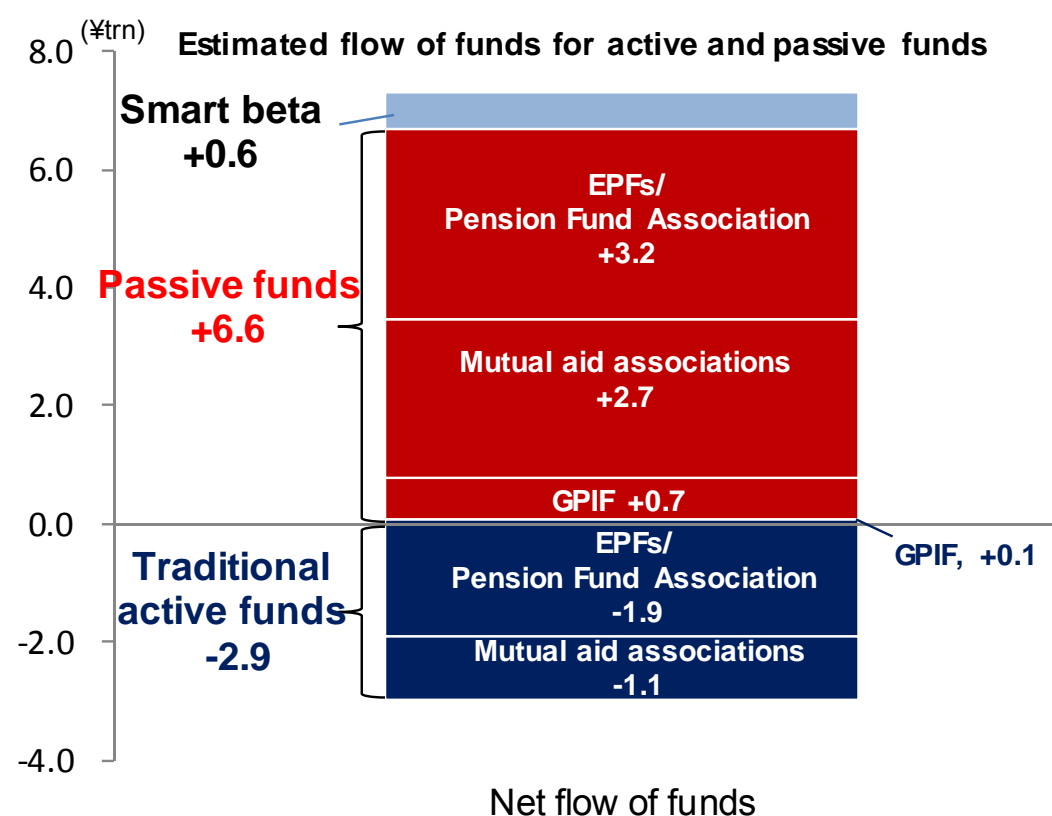 (¥trn)
Estimated flow of funds for active and passive funds
8.0
6.0
4.0
2.0
0.0
-2.0
-4.0
Smart beta
+0.6
Passive funds
+6.6
Traditional
active funds
-2.9
EPFs/
Pension Fund Association
+3.2
Mutual aid associations
+2.7
GPIF +0.7
GPIF, +0.1
EPFs/
Pension Fund Association
-1.9
Mutual aid associations
-1.1
Net flow of funds